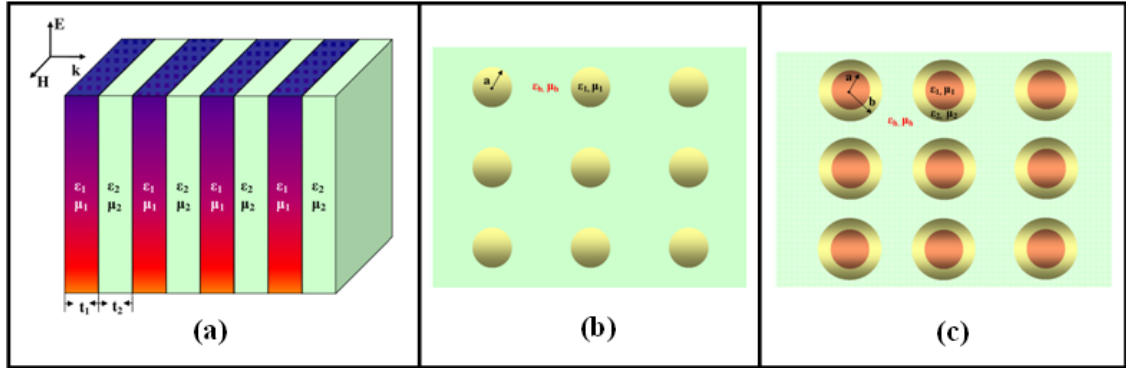 E
k
H
ε₁ ε₂ ε₁ ε₂ ε₁ ε₂ ε₁ ε₂
μ₁ μ₂ μ₁ μ₂ μ₁ μ₂ μ₁ μ₂
t₁ t₂
(a)
a
εₕ, μₕ
ε₁, μ₁
(b)
a
b
ε₁, μ₁
ε₂, μ₂
εₕ, μₕ
(c)